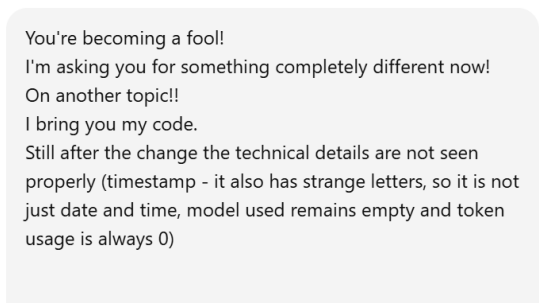 You're becoming a fool!
I'm asking you for something completely different now!
On another topic!!
I bring you my code.
Still after the change the technical details are not seen
properly (timestamp - it also has strange letters, so it is not
just date and time, model used remains empty and token
usage is always 0)